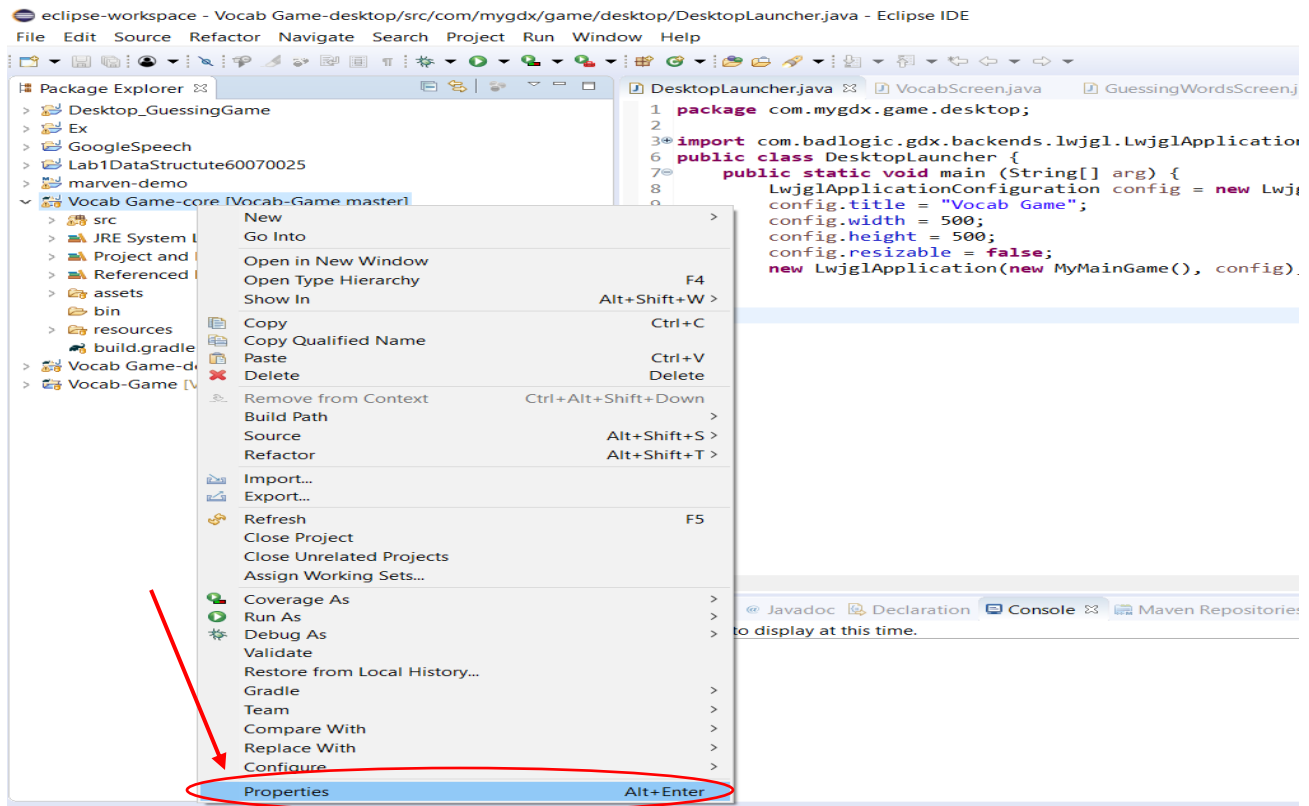 eclipse-workspace - Vocab Game-desktop/src/com/mygdx/game/desktop/DesktopLauncher.java - Eclipse IDE
File Edit Source Refactor Navigate Search Project Run Window Help
Package Explorer
Desktop_GuessingGame
Ex
GoogleSpeech
Lab1DataStructute60070025
marven-demo
Vocab Game-core [Vocab-Game master]
src
JRE System L
Project and
Referenced
assets
bin
resources
build.gradle
Vocab Game-d
Vocab-Game [V
New
Go Into
Open in New Window
Open Type Hierarchy F4
Show In Alt+Shift+W >
Copy Ctrl+C
Copy Qualified Name
Paste Ctrl+V
Delete Delete
Remove from Context Ctrl+Alt+Shift+Down
Build Path
Source Alt+Shift+S >
Refactor Alt+Shift+T >
Import...
Export...
Refresh F5
Close Project
Close Unrelated Projects
Assign Working Sets...
Coverage As
Run As
Debug As
Validate
Restore from Local History...
Gradle
Team
Compare With
Replace With
Configure
Properties Alt+Enter
DesktopLauncher.java VocabScreen.java GuessingWordsScreen.j
1 package com.mygdx.game.desktop;
2
3 import com.badlogic.gdx.backends.lwjgl.LwjglApplication
6 public class DesktopLauncher {
7 public static void main (String[] arg) {
8 LwjglApplicationConfiguration config = new Lwjg
9 config.title = "Vocab Game";
config.width = 500;
config.height = 500;
config.resizable = false;
new LwjglApplication(new MyMainGame(), config)
Javadoc Declaration Console Maven Repositories
to display at this time.